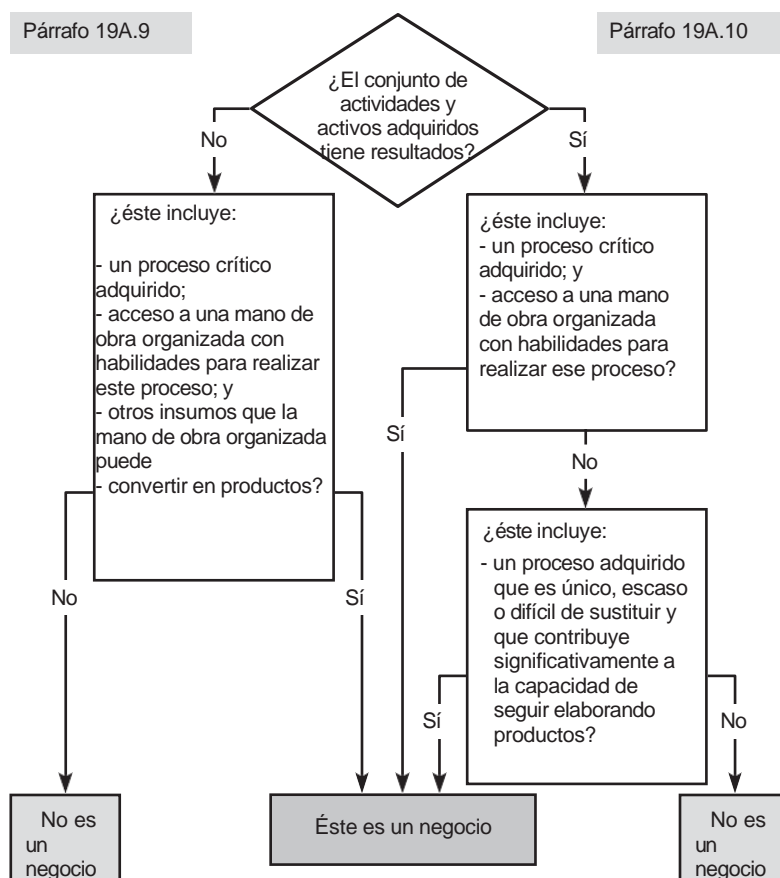 Párrafo 19A.9
Párrafo 19A.10
¿El conjunto de
actividades y
activos adquiridos
tiene resultados?
No
Sí
¿éste incluye:
- un proceso crítico
adquirido;
- acceso a una mano de
obra organizada con
habilidades para realizar
este proceso; y
- otros insumos que la
mano de obra organizada
puede
- convertir en productos?
¿éste incluye:
- un proceso crítico
adquirido; y
- acceso a una mano
de obra organizada
con habilidades para
realizar ese proceso?
Sí
No
¿éste incluye:
- un proceso adquirido
que es único, escaso
o difícil de sustituir y
que contribuye
significativamente a
la capacidad de
seguir elaborando
productos?
No
Sí
Sí
No
No es
un
negocio
Éste es un negocio
No es
un
negocio